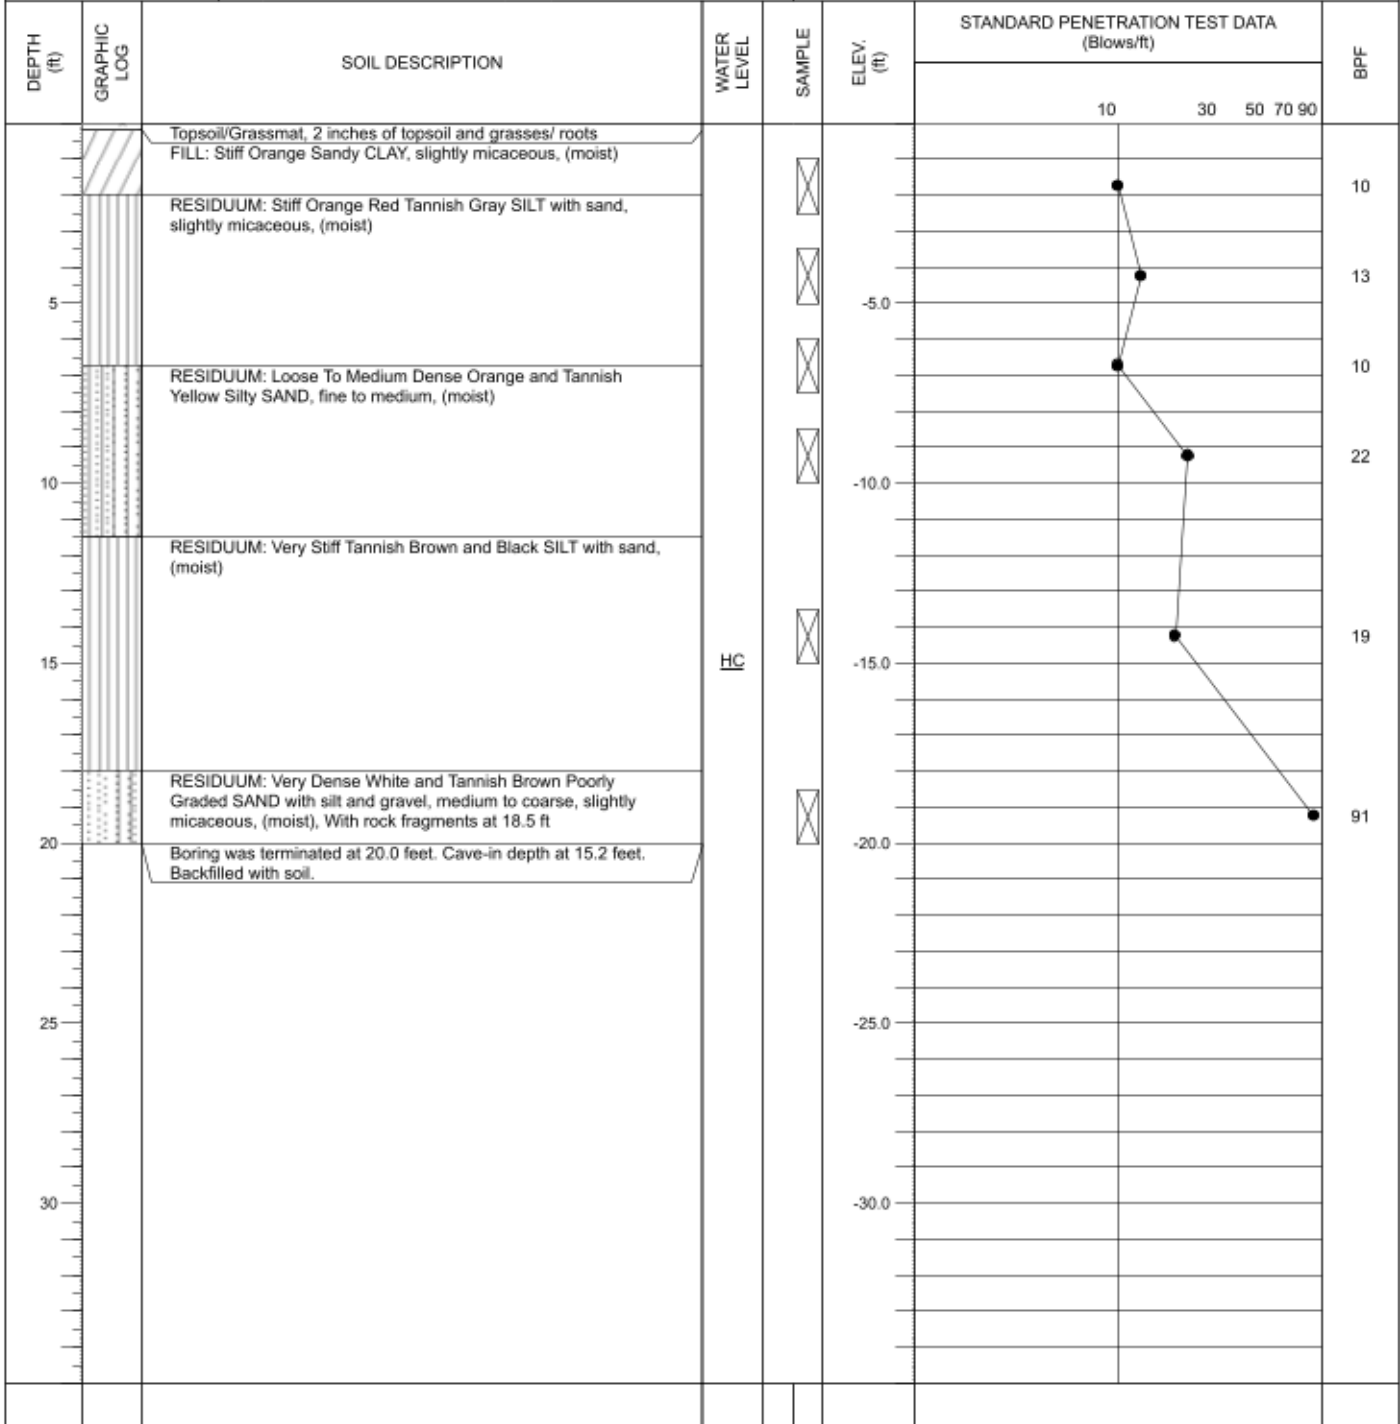 DEPTH
(ft)
GRAPHIC
LOG
SOIL DESCRIPTION
WATER
LEVEL
SAMPLE
ELEV.
(ft)
STANDARD PENETRATION TEST DATA
(Blows/ft)
BPF
10 30 50 70 90
Topsoil/Grassmat, 2 inches of topsoil and grasses/ roots
FILL: Stiff Orange Sandy CLAY, slightly micaceous, (moist)
10
RESIDUUM: Stiff Orange Red Tannish Gray SILT with sand,
slightly micaceous, (moist)
13
5 -5.0
10
RESIDUUM: Loose To Medium Dense Orange and Tannish
Yellow Silty SAND, fine to medium, (moist)
22
10 -10.0
RESIDUUM: Very Stiff Tannish Brown and Black SILT with sand,
(moist)
19
15 HC -15.0
RESIDUUM: Very Dense White and Tannish Brown Poorly
Graded SAND with silt and gravel, medium to coarse, slightly
micaceous, (moist), With rock fragments at 18.5 ft
91
20 -20.0
Boring was terminated at 20.0 feet. Cave-in depth at 15.2 feet.
Backfilled with soil.
25 -25.0
30 -30.0